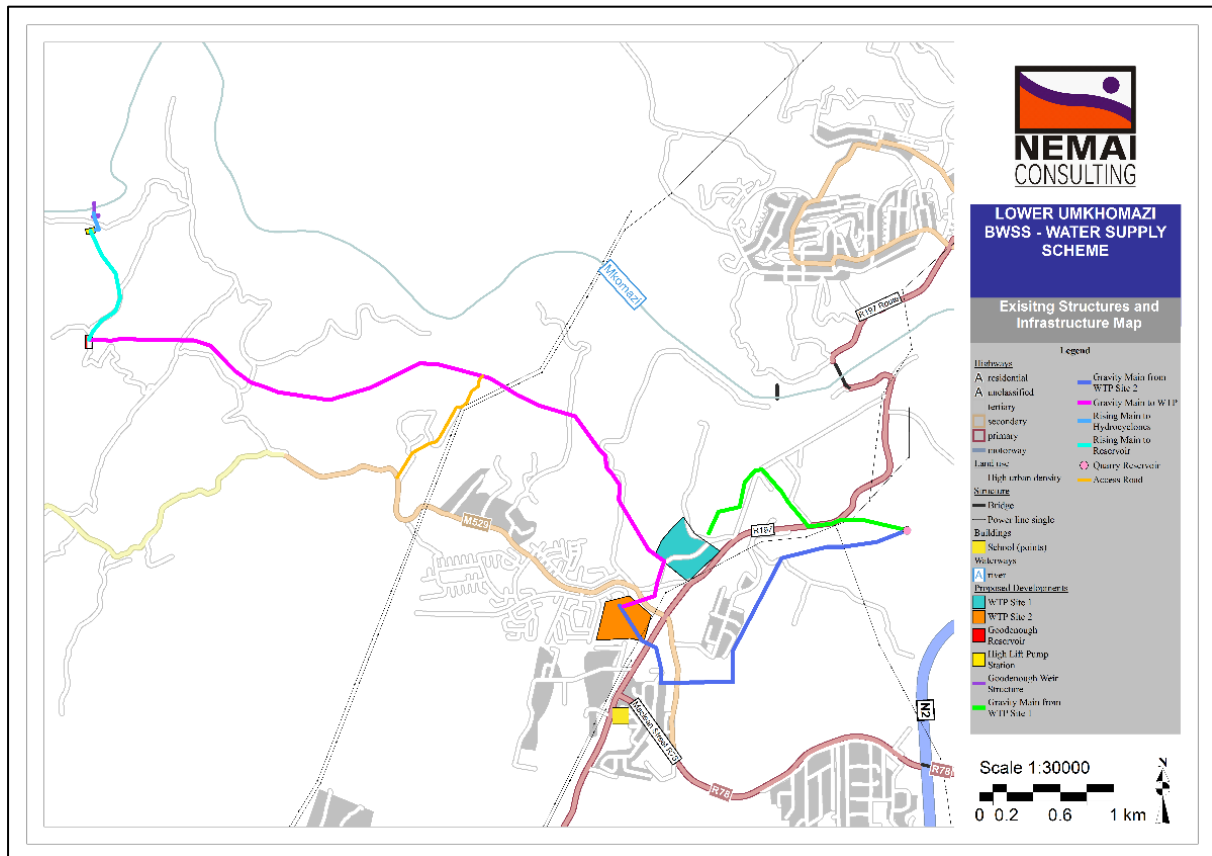 NEMAI
CONSULTING
LOWER UMKHOMAZI
BWSS - WATER SUPPLY
SCHEME
Exisitng Structures and
Infrastructure Map
Legend
Highways
A residential
A unclassified
tertiary
secondary
primary
motorway
Land use
High urban density
Structure
Bridge
Power line single
Buildings
School (points)
Waterways
A river
Proposed Developments
WTP Site 1
WTP Site 2
Goodenough
Reservoir
High Lift Pump
Station
Goodenough Weir
Structure
Gravity Main from
WTP Site 1
Gravity Main from
WTP Site 2
Gravity Main to WTP
Rising Main to
Hydrocyclones
Rising Main to
Reservoir
Quarry Reservoir
Access Road
Scale 1:30000
N
0 0.2 0.6 1 km
Mkomazi
R197 Route
R197
M529
N2
R78
R78